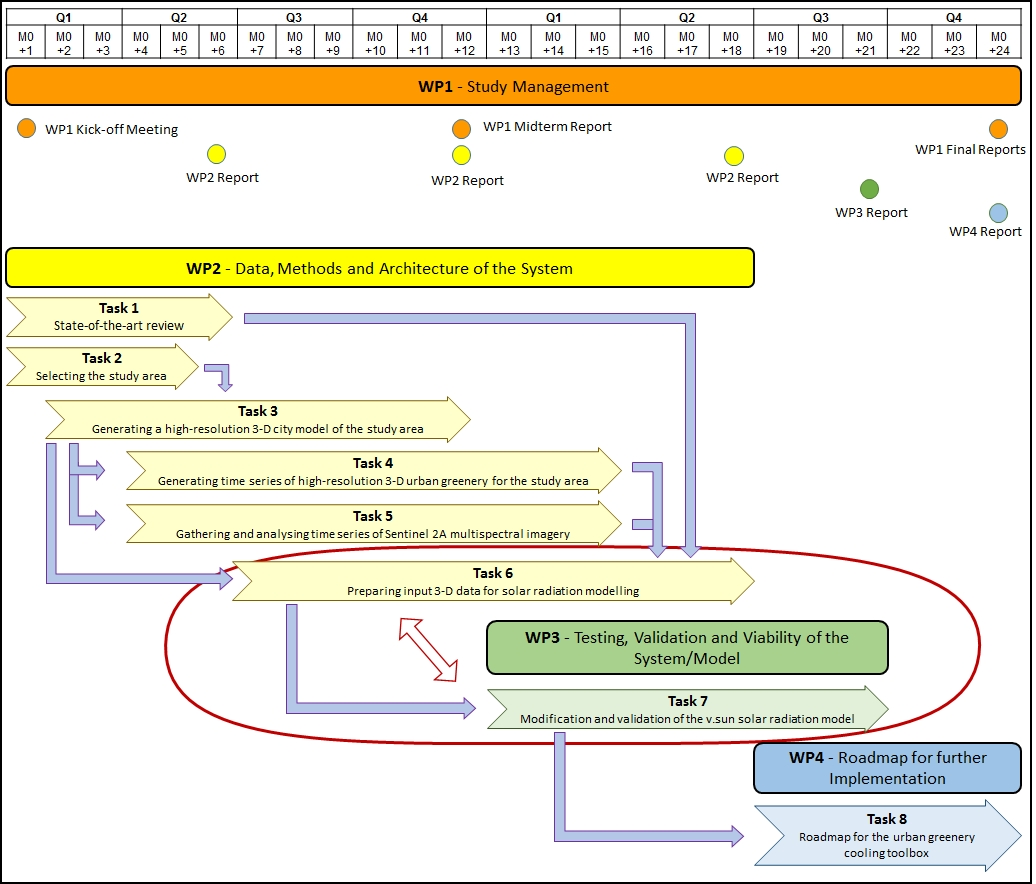 Q1 Q2 Q3 Q4 Q1 Q2 Q3 Q4
M0 M0 M0 M0 M0 M0 M0 M0 M0 M0 M0 M0 M0 M0 M0 M0 M0 M0 M0 M0 M0 M0 M0 M0
+1 +2 +3 +4 +5 +6 +7 +8 +9 +10 +11 +12 +13 +14 +15 +16 +17 +18 +19 +20 +21 +22 +23 +24
WP1 - Study Management
WP1 Kick-off Meeting
WP1 Midterm Report
WP1 Final Reports
WP2 Report
WP2 Report
WP2 Report
WP3 Report
WP4 Report
WP2 - Data, Methods and Architecture of the System
Task 1
State-of-the-art review
Task 2
Selecting the study area
Task 3
Generating a high-resolution 3-D city model of the study area
Task 4
Generating time series of high-resolution 3-D urban greenery for the study area
Task 5
Gathering and analysing time series of Sentinel 2A multispectral imagery
Task 6
Preparing input 3-D data for solar radiation modelling
WP3 - Testing, Validation and Viability of the
System/Model
Task 7
Modification and validation of the v.sun solar radiation model
WP4 - Roadmap for further
Implementation
Task 8
Roadmap for the urban greenery
cooling toolbox